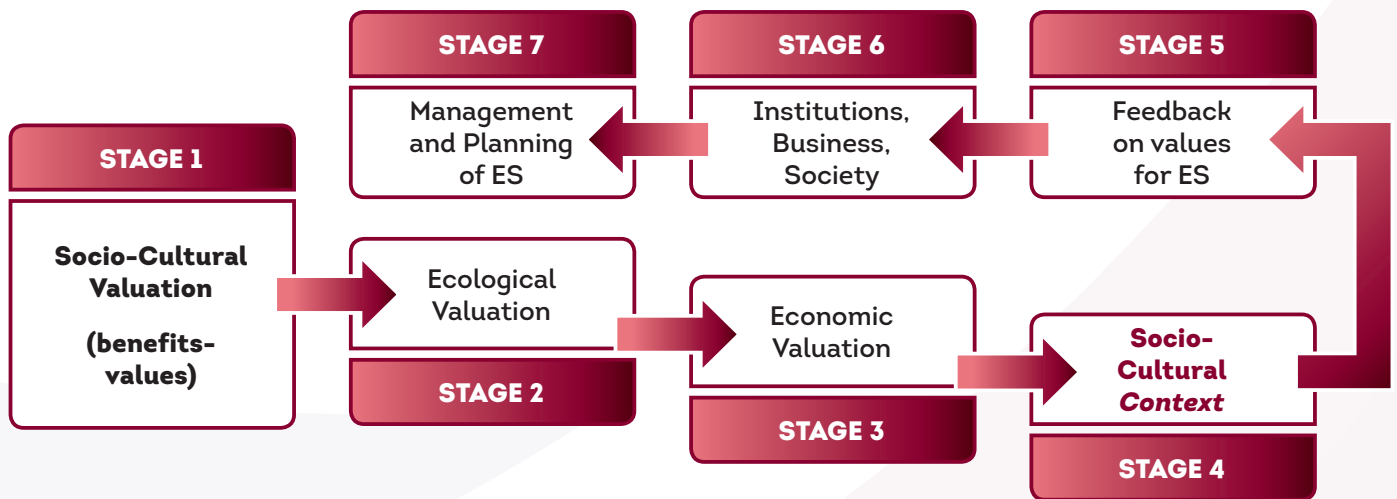 STAGE 1
Socio-Cultural
Valuation
(benefits-
values)
Ecological
Valuation
STAGE 2
Economic
Valuation
STAGE 3
Socio-
Cultural
Context
STAGE 4
STAGE 5
Feedback
on values
for ES
STAGE 6
Institutions,
Business,
Society
STAGE 7
Management
and Planning
of ES